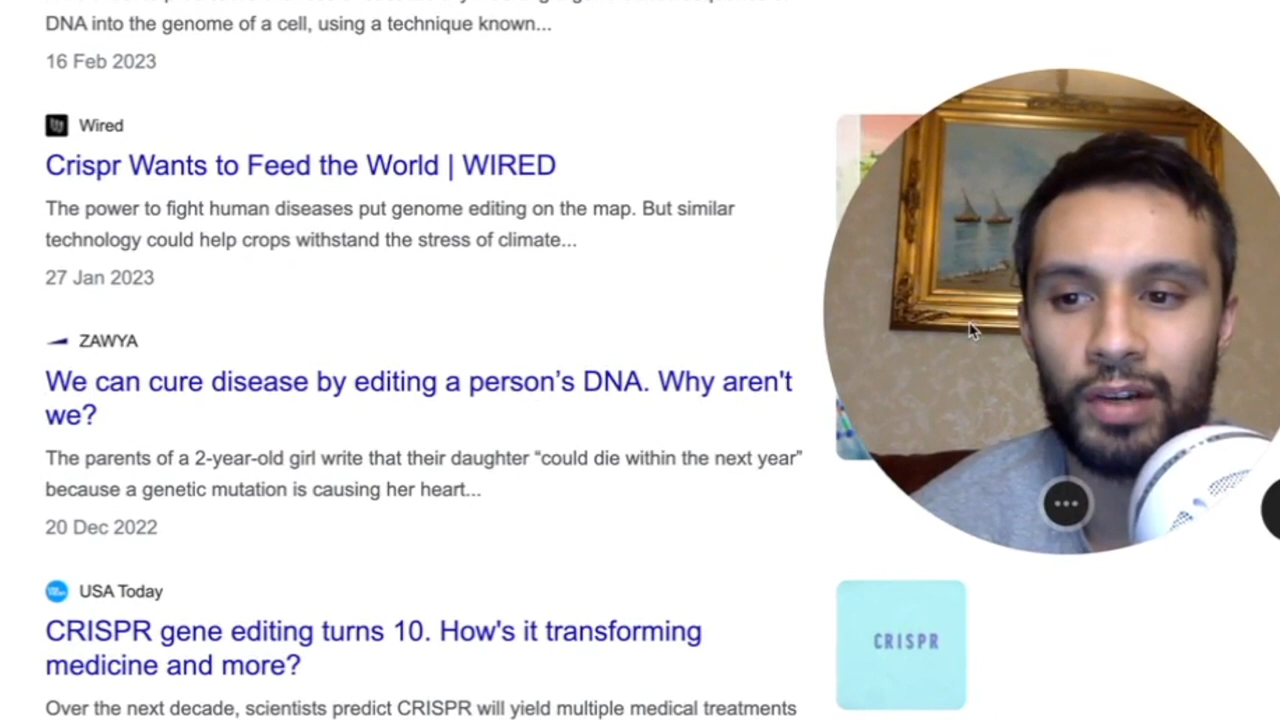 DNA into the genome of a cell, using a technique known...
16 Feb 2023
Wired
Crispr Wants to Feed the World | WIRED
The power to fight human diseases put genome editing on the map. But similar
technology could help crops withstand the stress of climate...
27 Jan 2023
ZAWYA
We can cure disease by editing a person’s DNA. Why aren't
we?
The parents of a 2-year-old girl write that their daughter “could die within the next year”
because a genetic mutation is causing her heart...
20 Dec 2022
USA Today
CRISPR gene editing turns 10. How's it transforming
medicine and more?
CRISPR
Over the next decade, scientists predict CRISPR will yield multiple medical treatments